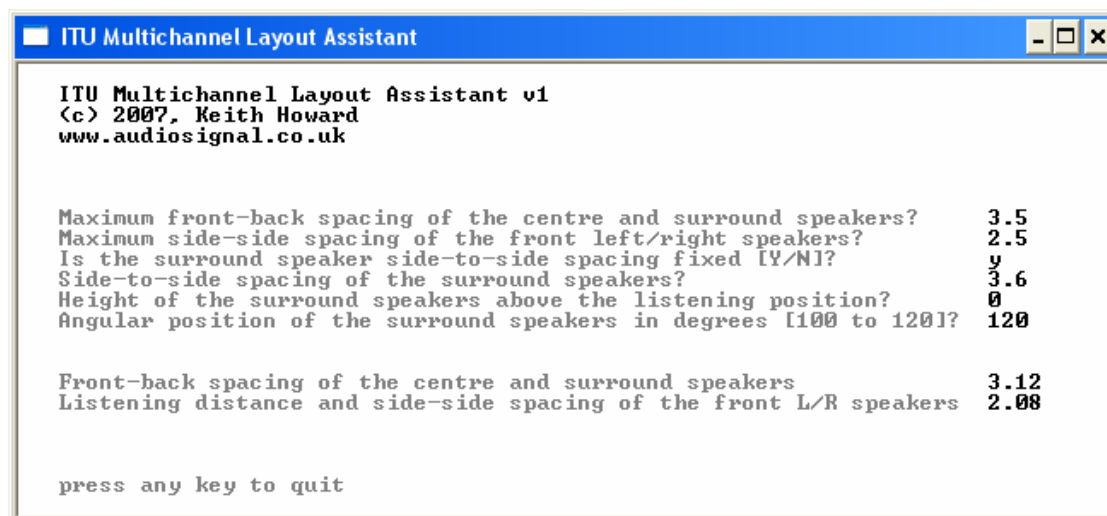 ITU Multichannel Layout Assistant
ITU Multichannel Layout Assistant v1
(c) 2007, Keith Howard
www.audiosignal.co.uk
Maximum front-back spacing of the centre and surround speakers? 3.5
Maximum side-side spacing of the front left/right speakers? 2.5
Is the surround speaker side-to-side spacing fixed [Y/N]? y
Side-to-side spacing of the surround speakers? 3.6
Height of the surround speakers above the listening position? 0
Angular position of the surround speakers in degrees [100 to 120]? 120
Front-back spacing of the centre and surround speakers 3.12
Listening distance and side-side spacing of the front L/R speakers 2.08
press any key to quit